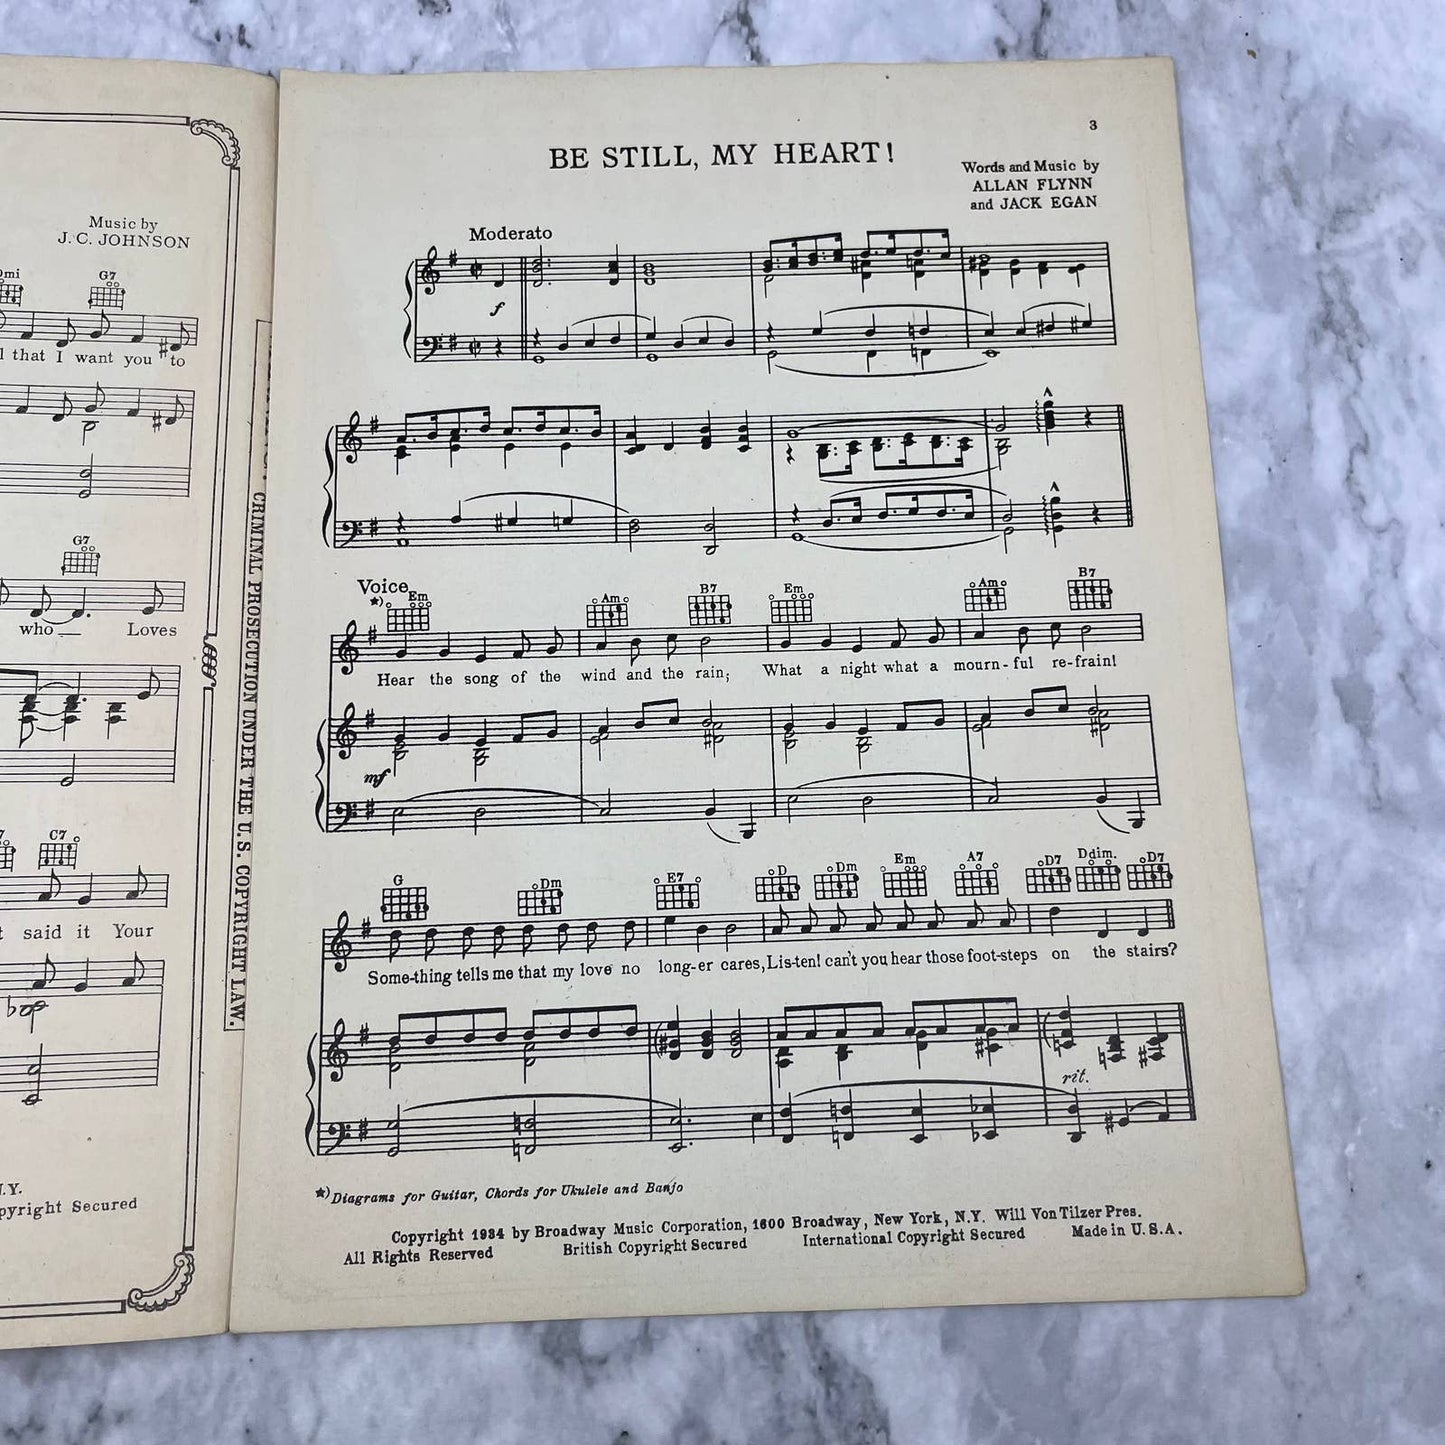 Music by
J. C. JOHNSON
G7
that I want you to
G7
who Loves
C7
said it Your
N.Y.
Copyright Secured
CRIMINAL PROSECUTION UNDER THE U.S. COPYRIGHT LAW.
3
BE STILL, MY HEART!
Words and Music by
ALLAN FLYNN
and JACK EGAN
Moderato
f
Voice
*) Em Am B7 Em Am B7
Hear the song of the wind and the rain; What a night what a mourn-ful re-frain!
mf
G Dm E7 D Dm Em A7 D7 Ddim. D7
Some-thing tells me that my love no long-er cares, Lis-ten! can't you hear those foot-steps on the stairs?
rit.
*) Diagrams for Guitar, Chords for Ukulele and Banjo
Copyright 1934 by Broadway Music Corporation, 1600 Broadway, New York, N.Y. Will Von Tilzer Pres.
All Rights Reserved British Copyright Secured International Copyright Secured Made in U.S.A.